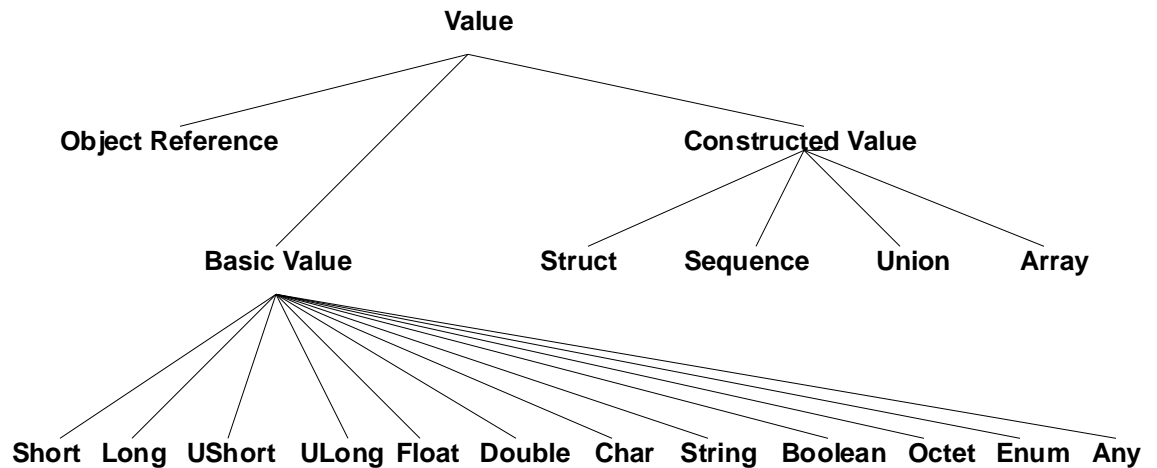 Value
Object Reference Constructed Value
Basic Value Struct Sequence Union Array
Short Long UShort ULong Float Double Char String Boolean Octet Enum Any